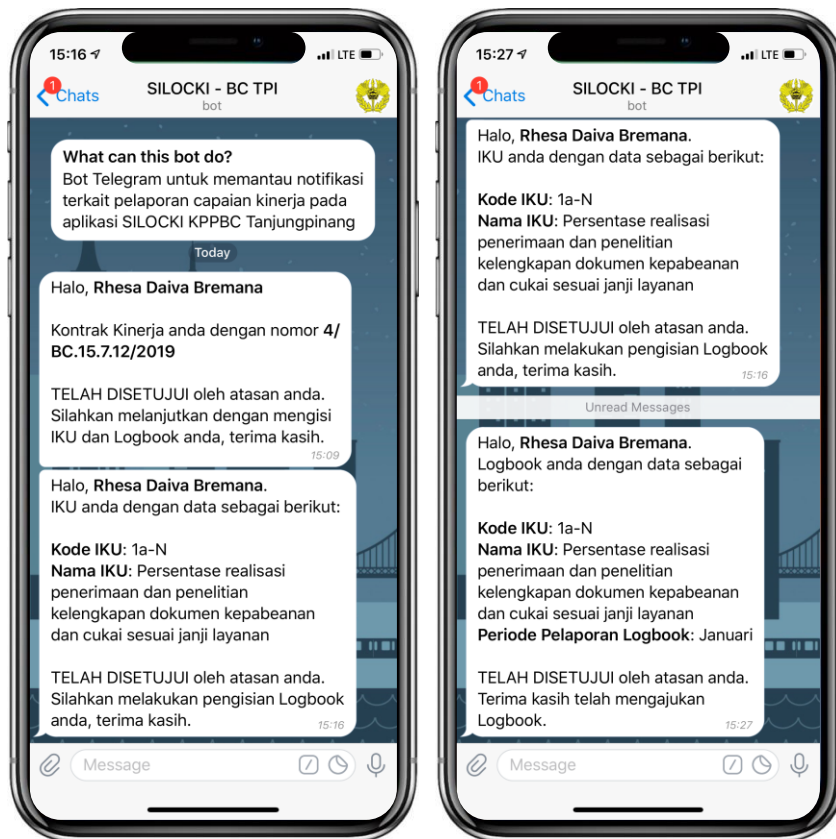 15:16
LTE
1
Chats
SILOCKI - BC TPI
bot
What can this bot do?
Bot Telegram untuk memantau notifikasi
terkait pelaporan capaian kinerja pada
aplikasi SILOCKI KPPBC Tanjungpinang
Today
Halo, Rhesa Daiva Bremana
Kontrak Kinerja anda dengan nomor 4/
BC.15.7.12/2019
TELAH DISETUJUI oleh atasan anda.
Silahkan melanjutkan dengan mengisi
IKU dan Logbook anda, terima kasih.
15:09
Halo, Rhesa Daiva Bremana.
IKU anda dengan data sebagai berikut:
Kode IKU: 1a-N
Nama IKU: Persentase realisasi
penerimaan dan penelitian
kelengkapan dokumen kepabeanan
dan cukai sesuai janji layanan
TELAH DISETUJUI oleh atasan anda.
Silahkan melakukan pengisian Logbook
anda, terima kasih.
15:16
Message
15:27
LTE
1
Chats
SILOCKI - BC TPI
bot
Halo, Rhesa Daiva Bremana.
IKU anda dengan data sebagai berikut:
Kode IKU: 1a-N
Nama IKU: Persentase realisasi
penerimaan dan penelitian
kelengkapan dokumen kepabeanan
dan cukai sesuai janji layanan
TELAH DISETUJUI oleh atasan anda.
Silahkan melakukan pengisian Logbook
anda, terima kasih.
15:16
Unread Messages
Halo, Rhesa Daiva Bremana.
Logbook anda dengan data sebagai
berikut:
Kode IKU: 1a-N
Nama IKU: Persentase realisasi
penerimaan dan penelitian
kelengkapan dokumen kepabeanan
dan cukai sesuai janji layanan
Periode Pelaporan Logbook: Januari
TELAH DISETUJUI oleh atasan anda.
Terima kasih telah mengajukan
Logbook.
15:27
Message